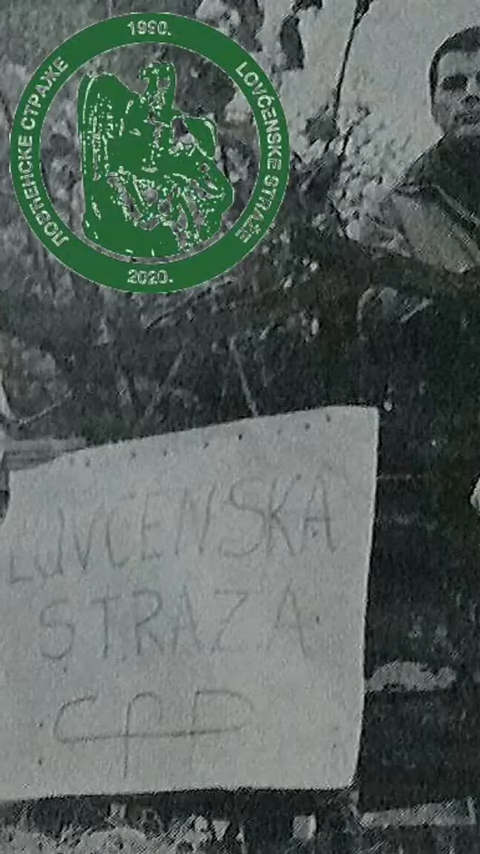 1990.
ЛОВЋЕНСКЕ СТРАЖЕ
LOVĆENSKE STRAŽE
2020.
LOVCENSKA
STRAZA